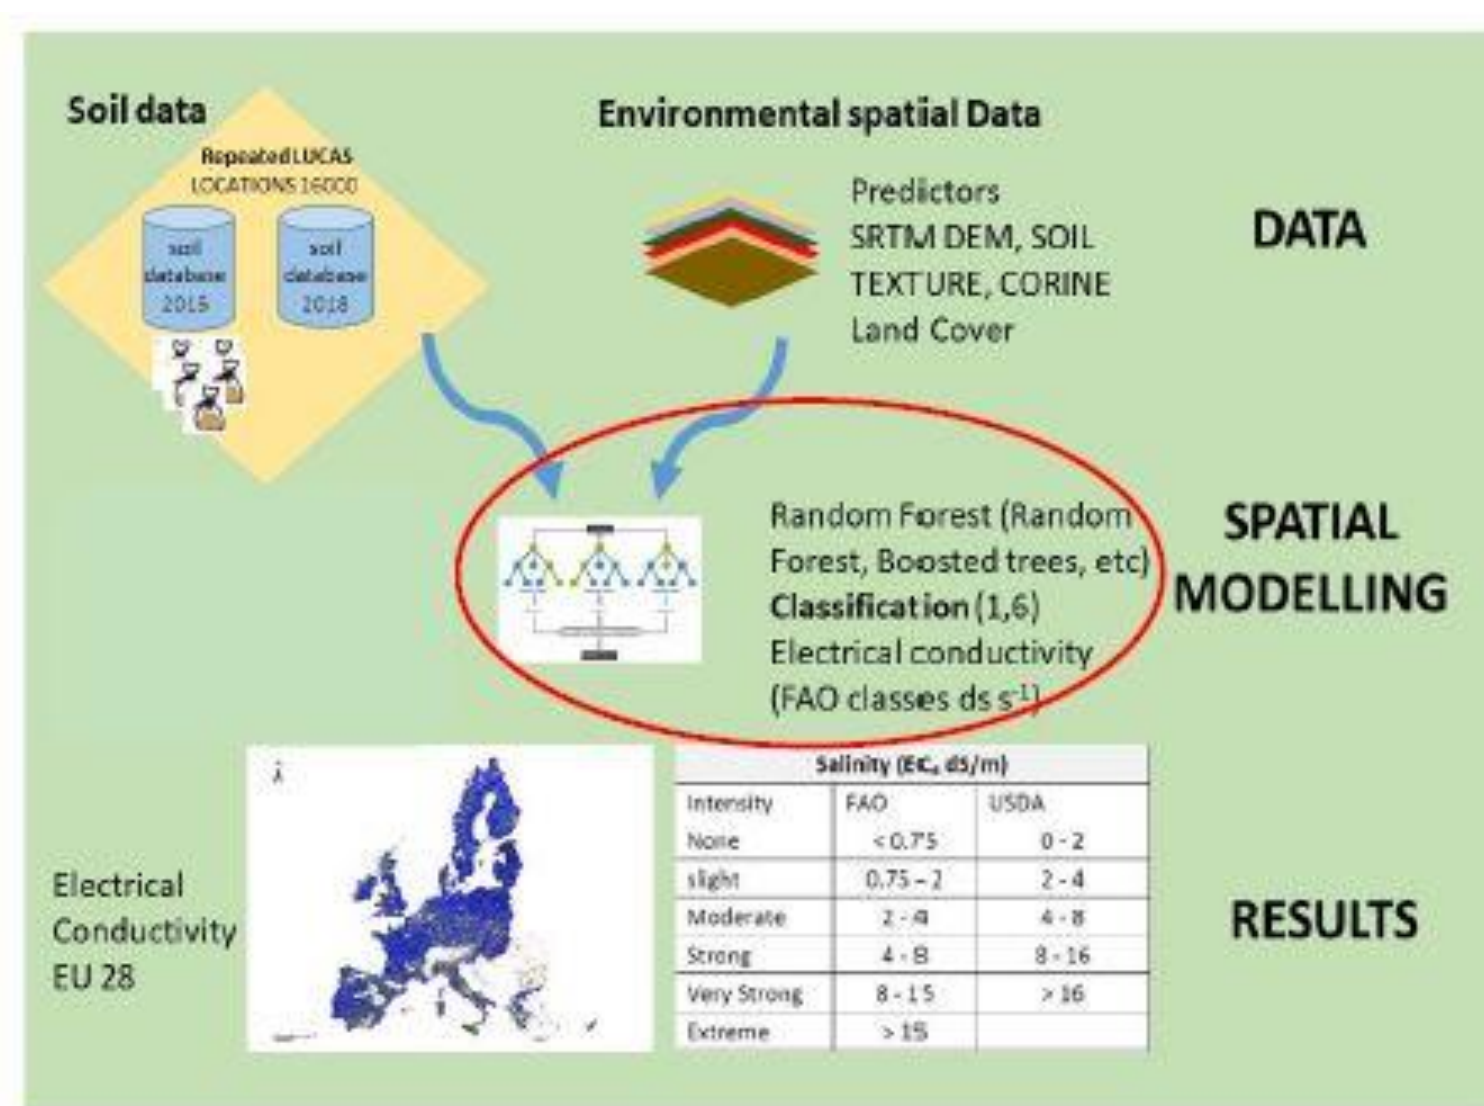 Soil data
Repeated LUCAS
LOCATIONS 16000
soil
database
2015
soil
database
2018
Environmental spatial Data
Predictors
SRTM DEM, SOIL
TEXTURE, CORINE
Land Cover
DATA
Random Forest (Random
Forest, Boosted trees, etc)
Classification (1,6)
Electrical conductivity
(FAO classes ds s⁻¹)
SPATIAL
MODELLING
Electrical
Conductivity
EU 28
Salinity (ECe dS/m)
Intensity FAO USDA
None < 0.75 0 - 2
slight 0.75 – 2 2 - 4
Moderate 2 - 4 4 - 8
Strong 4 - 8 8 - 16
Very Strong 8 - 15 > 16
Extreme > 15
RESULTS